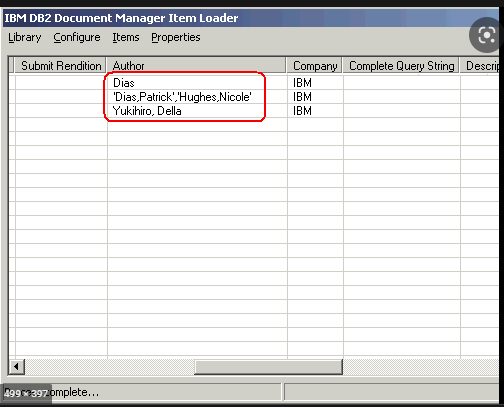 IBM DB2 Document Manager Item Loader
Library Configure Items Properties
Submit Rendition Author Company Complete Query String Descrip
Dias IBM
'Dias,Patrick','Hughes,Nicole' IBM
Yukihiro, Della IBM
499 × 397 omplete...